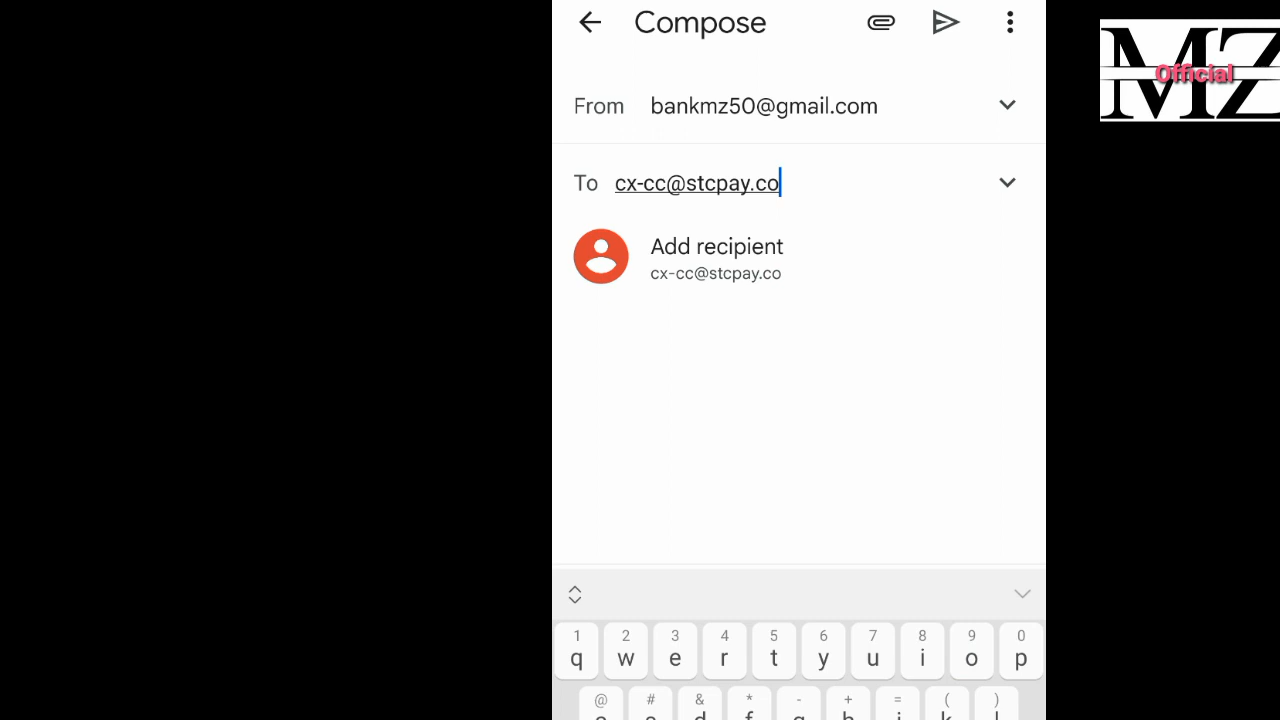 Compose
MZ
Official
From bankmz50@gmail.com
To cx-cc@stcpay.co
Add recipient
cx-cc@stcpay.co
1 2 3 4 5 6 7 8 9 0
q w e r t y u i o p
@ # & * - + = ( )